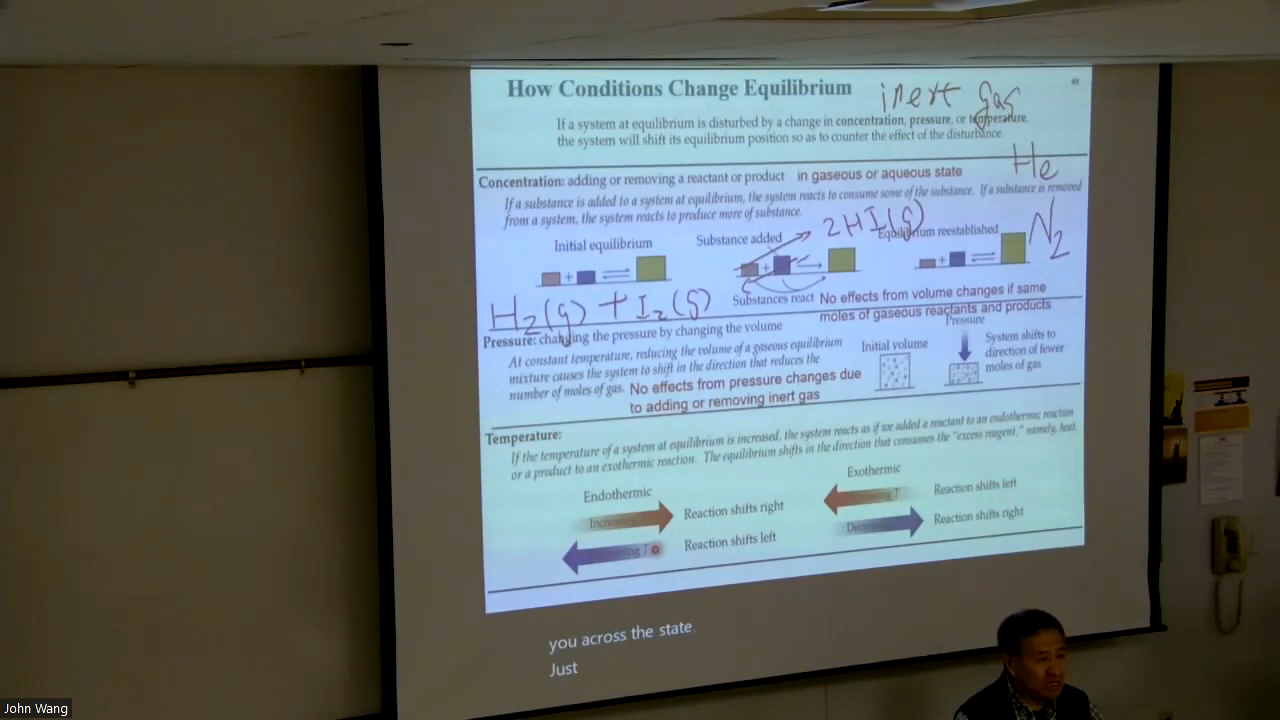 How Conditions Change Equilibrium
inert gas
If a system at equilibrium is disturbed by a change in concentration, pressure, or temperature,
the system will shift its equilibrium position so as to counter the effect of the disturbance.
He
Concentration: adding or removing a reactant or product in gaseous or aqueous state
If a substance is added to a system at equilibrium, the system reacts to consume some of the substance. If a substance is removed
from a system, the system reacts to produce more of substance.
2HI(g)
N2
Initial equilibrium
Substance added
Equilibrium reestablished
H2(g) + I2(g)
Substances react
No effects from volume changes if same
moles of gaseous reactants and products
Pressure: changing the pressure by changing the volume
At constant temperature, reducing the volume of a gaseous equilibrium
mixture causes the system to shift in the direction that reduces the
number of moles of gas.
No effects from pressure changes due
to adding or removing inert gas
Initial volume
Pressure
System shifts to
direction of fewer
moles of gas
Temperature:
If the temperature of a system at equilibrium is increased, the system reacts as if we added a reactant to an endothermic reaction
or a product to an exothermic reaction. The equilibrium shifts in the direction that consumes the "excess reagent," namely, heat.
Endothermic
Reaction shifts right
Reaction shifts left
Exothermic
Reaction shifts left
Reaction shifts right
you across the state.
Just
John Wang